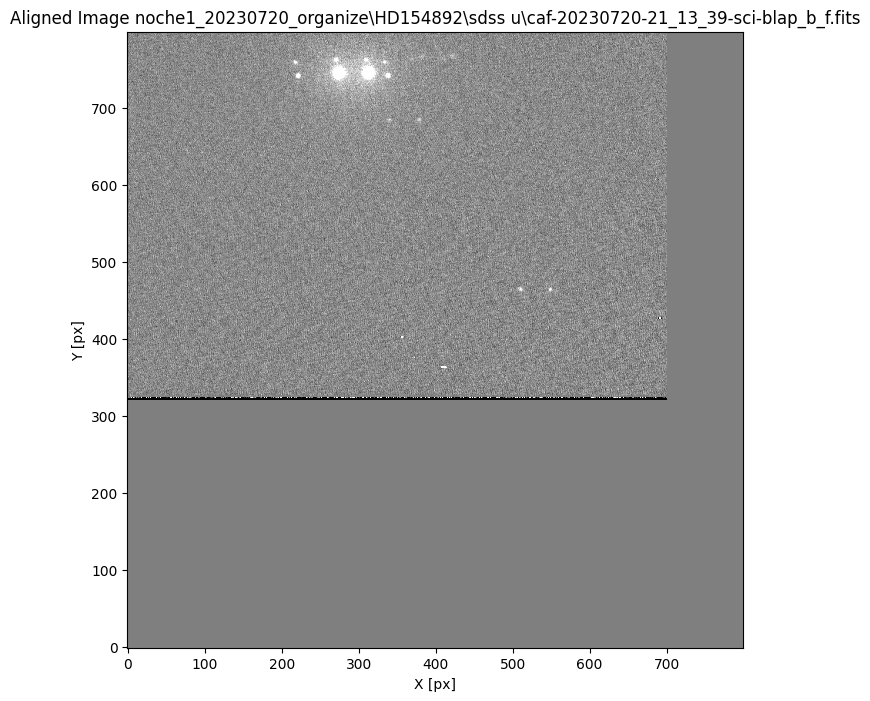 Aligned Image noche1_20230720_organize\HD154892\sdss u\caf-20230720-21_13_39-sci-blap_b_f.fits
700
600
500
400
300
200
100
0
Y [px]
0 100 200 300 400 500 600 700
X [px]